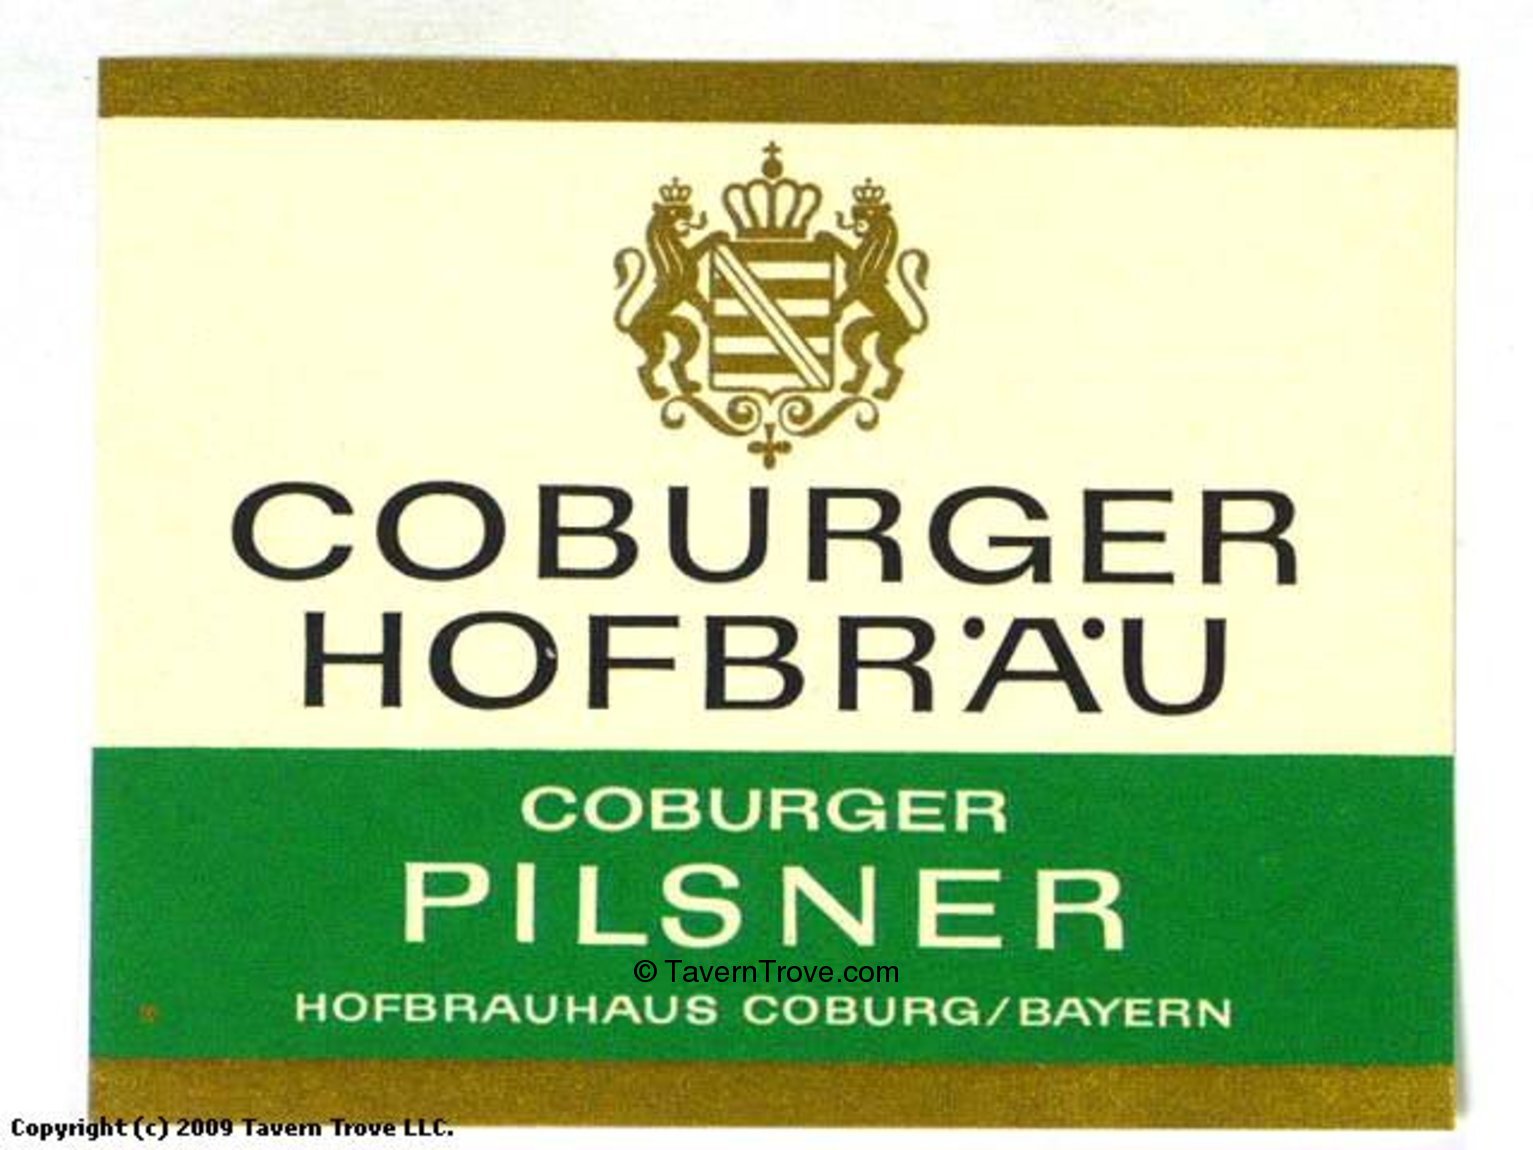 COBURGER
HOFBRÄU
COBURGER
PILSNER
© TavernTrove.com
HOFBRAUHAUS COBURG/BAYERN
Copyright (c) 2009 Tavern Trove LLC.